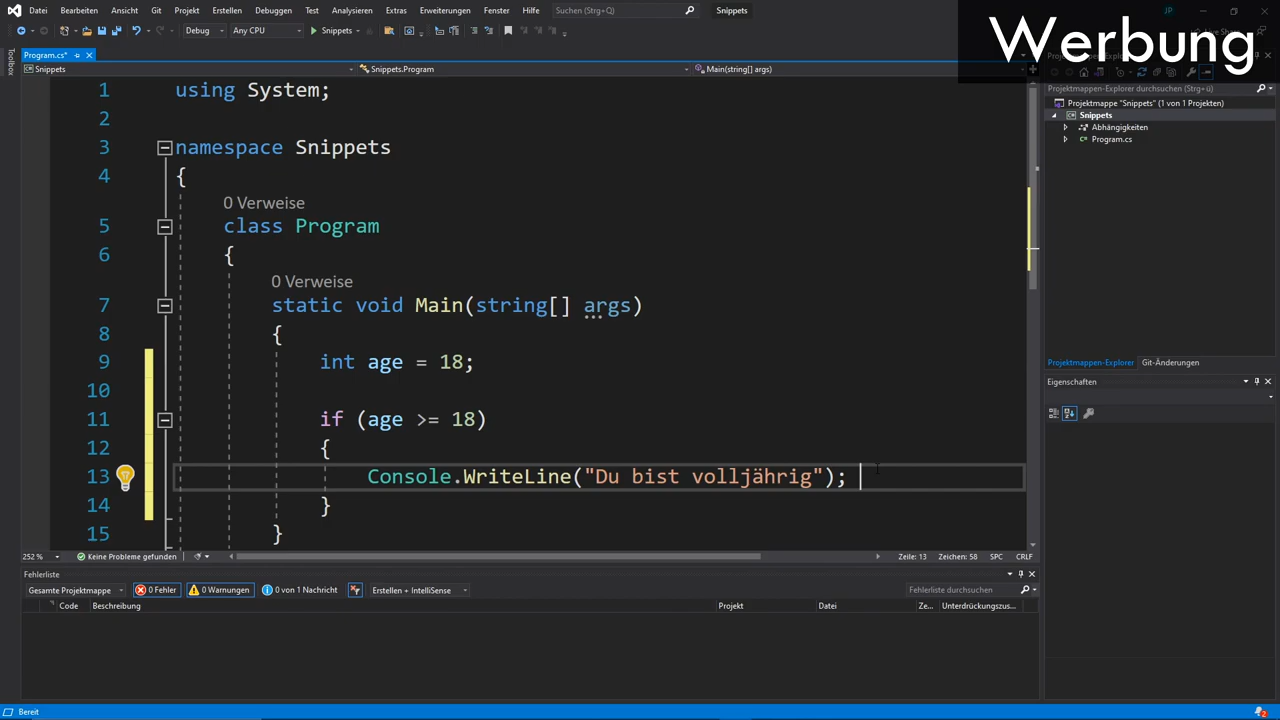 Datei Bearbeiten Ansicht Git Projekt Erstellen Debuggen Test Analysieren Extras Erweiterungen Fenster Hilfe Suchen (Strg+Q) Snippets JP
Werbung
Debug Any CPU Snippets
Program.cs*
Toolbox
Snippets Snippets.Program Main(string[] args)
1 using System;
2
3 namespace Snippets
4 {
0 Verweise
5 class Program
6 {
0 Verweise
7 static void Main(string[] args)
8 {
9 int age = 18;
10
11 if (age >= 18)
12 {
13 Console.WriteLine("Du bist volljährig");
14 }
15 }
252 % Keine Probleme gefunden Zeile: 13 Zeichen: 58 SPC CRLF
Projektmappen-Explorer durchsuchen (Strg+ü)
Projektmappe "Snippets" (1 von 1 Projekten)
Snippets
Abhängigkeiten
Program.cs
Projektmappen-Explorer Git-Änderungen
Eigenschaften
Fehlerliste
Gesamte Projektmappe 0 Fehler 0 Warnungen 0 von 1 Nachricht Erstellen + IntelliSense Fehlerliste durchsuchen
Code Beschreibung Projekt Datei Ze... Unterdrückungszus...
Bereit 2